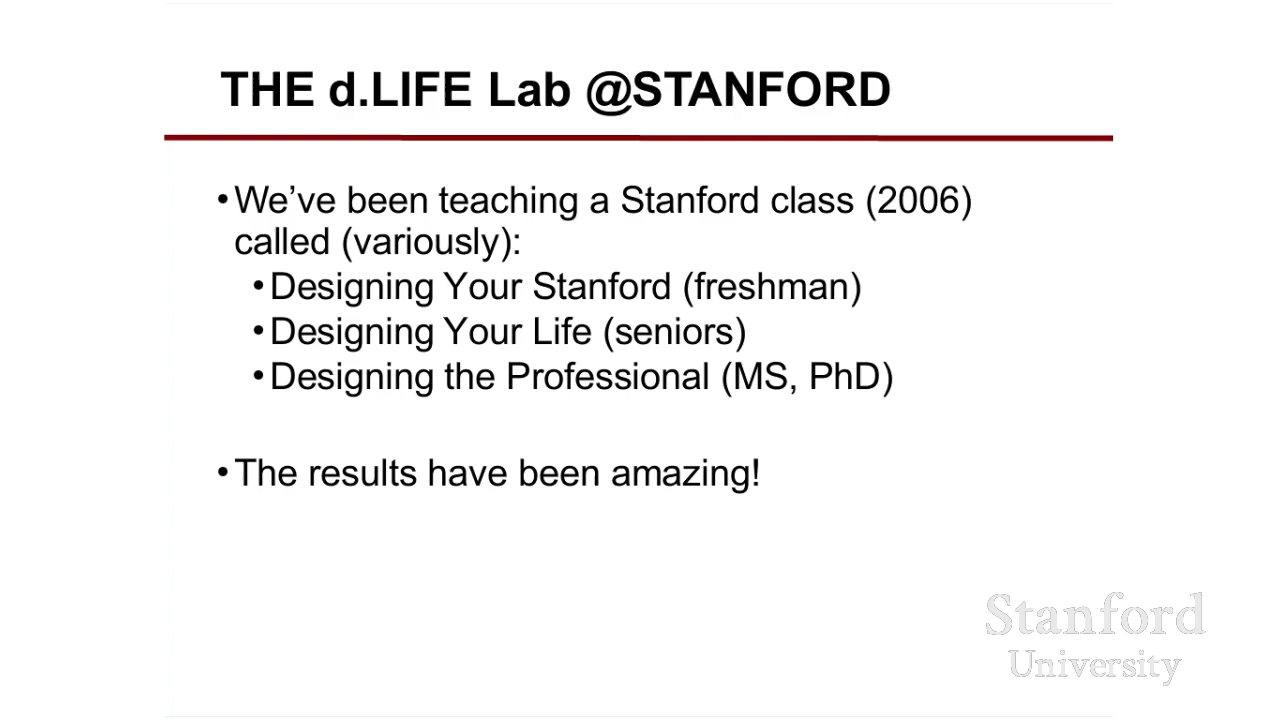 THE d.LIFE Lab @STANFORD
•We’ve been teaching a Stanford class (2006)
called (variously):
•Designing Your Stanford (freshman)
•Designing Your Life (seniors)
•Designing the Professional (MS, PhD)
•The results have been amazing!
Stanford
University